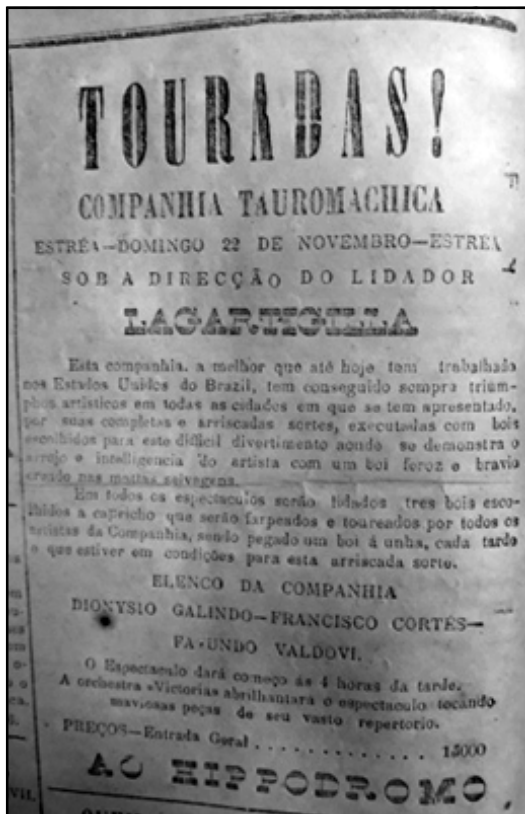 TOURADAS!
COMPANHIA TAUROMACHICA
ESTRÉA—DOMINGO 22 DE NOVEMBRO—ESTRÉA
SOB A DIRECÇÃO DO LIDADOR
LAGARTIGILLA
Esta companhia, a melhor que até hoje tem trabalhado
nos Estados Unidos do Brazil, tem conseguido sempre trium-
phos artisticos em todas as cidades em que se tem apresentado,
por suas completas e arriscadas sortes, executadas com bois
escolhidos para este difficil divertimento aonde se demonstra o
arrojo e intelligencia do artista com um boi feroz e bravio
creado nas mattas selvagens.
Em todos os espectaculos serão lidados tres bois esco-
lhidos a capricho que serão farpeados e toureados por todos os
artistas da Companhia, sendo pegado um boi á unha, cada tarde
o que estiver em condições para esta arriscada sorte.
ELENCO DA COMPANHIA
DIONYSIO GALINDO—FRANCISCO CORTÉS—
FA UNDO VALDOVI.
O Espectaculo dará começo ás 4 horas da tarde.
A orchestra «Victoria» abrilhantará o espectaculo tocando
maviosas peças de seu vasto repertorio.
PREÇOS—Entrada Geral . . . . . . . . . . . . 1$000
AO HIPPODROMO